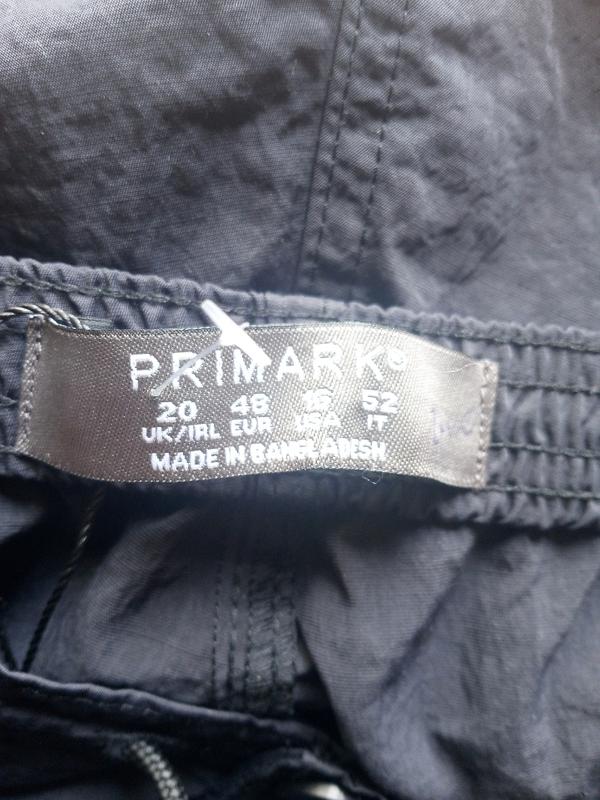 PRIMARK®
20 48 16 52
UK/IRL EUR USA IT
MADE IN BANGLADESH